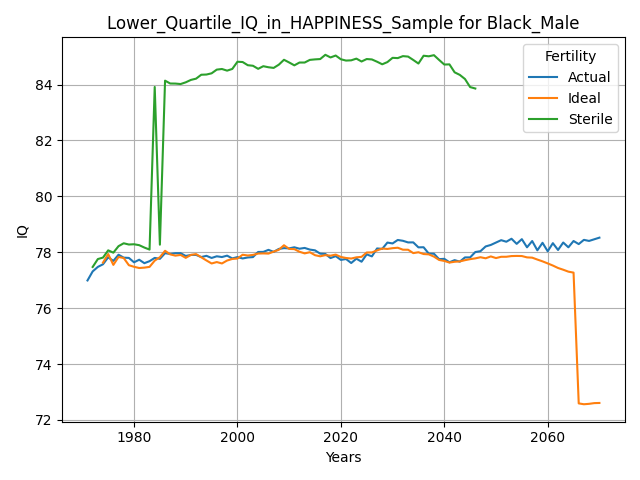 Lower_Quartile_IQ_in_HAPPINESS_Sample for Black_Male
Fertility
Actual
Ideal
Sterile
IQ
84
82
80
78
76
74
72
1980
2000
2020
2040
2060
Years